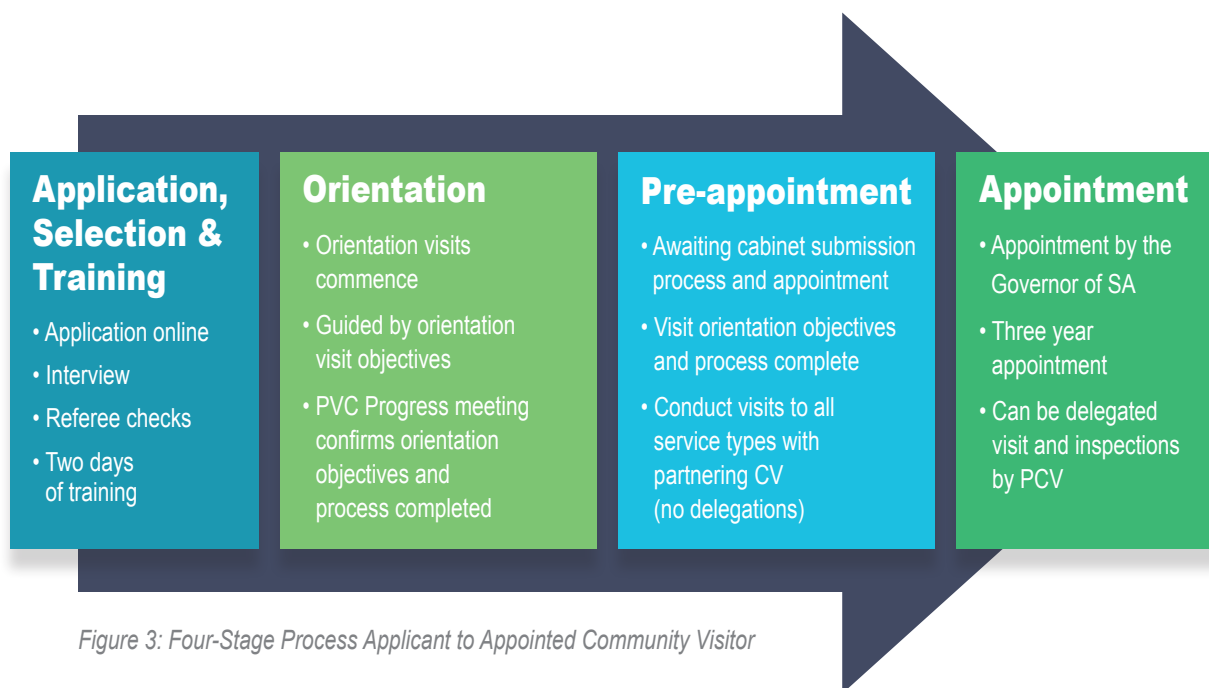 Application,
Selection &
Training
• Application online
• Interview
• Referee checks
• Two days
of training
Orientation
• Orientation visits
commence
• Guided by orientation
visit objectives
• PVC Progress meeting
confirms orientation
objectives and
process completed
Pre-appointment
• Awaiting cabinet submission
process and appointment
• Visit orientation objectives
and process complete
• Conduct visits to all
service types with
partnering CV
(no delegations)
Appointment
• Appointment by the
Governor of SA
• Three year
appointment
• Can be delegated
visit and inspections
by PCV
Figure 3: Four-Stage Process Applicant to Appointed Community Visitor